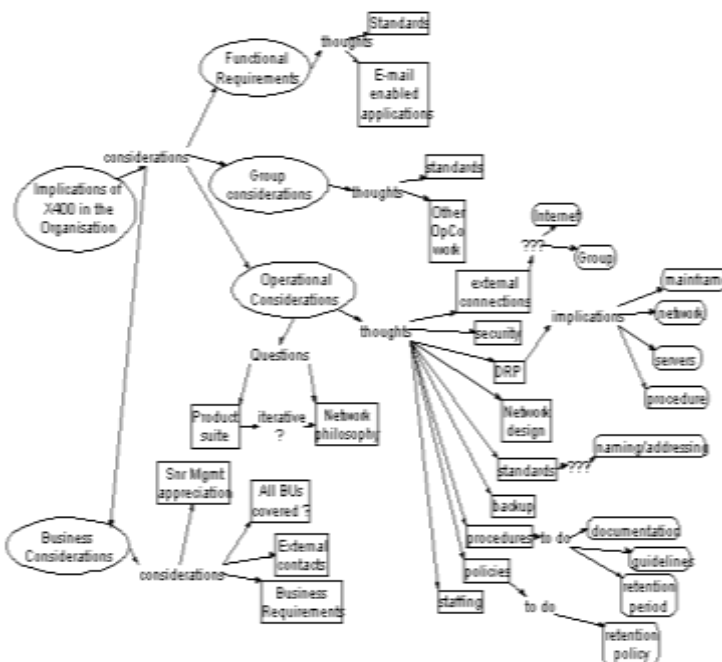 Standards
thoughts
Functional
Requirements
E-mail
enabled
applications
considerations
standards
Group
considerations
thoughts
Implications of
X400 in the
Organisation
Other
OpCo
work
Internet
???
Group
Operational
Considerations
external
connections
mainframe
implications
network
thoughts
security
Questions
servers
DRP
procedure
Product
suite
iterative
?
Network
philosophy
Network
design
naming/addressing
standards
???
Snr Mgmt
appreciation
All BUs
covered ?
backup
Business
Considerations
procedures
to do
documentation
External
contacts
guidelines
considerations
policies
Business
Requirements
retention
period
staffing
to do
retention
policy